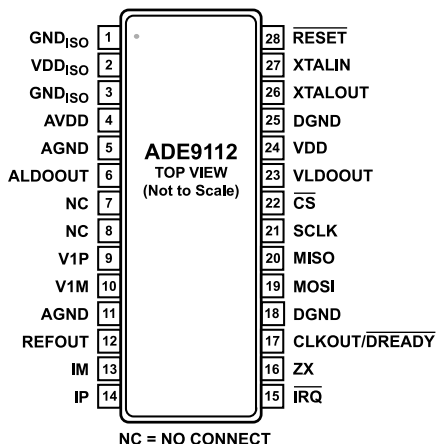 GNDISO 1 28 RESET
VDDISO 2 27 XTALIN
GNDISO 3 26 XTALOUT
AVDD 4 25 DGND
AGND 5 24 VDD
ADE9112
TOP VIEW
(Not to Scale)
ALDOOUT 6 23 VLDOOUT
NC 7 22 CS
NC 8 21 SCLK
V1P 9 20 MISO
V1M 10 19 MOSI
AGND 11 18 DGND
REFOUT 12 17 CLKOUT/DREADY
IM 13 16 ZX
IP 14 15 IRQ
NC = NO CONNECT